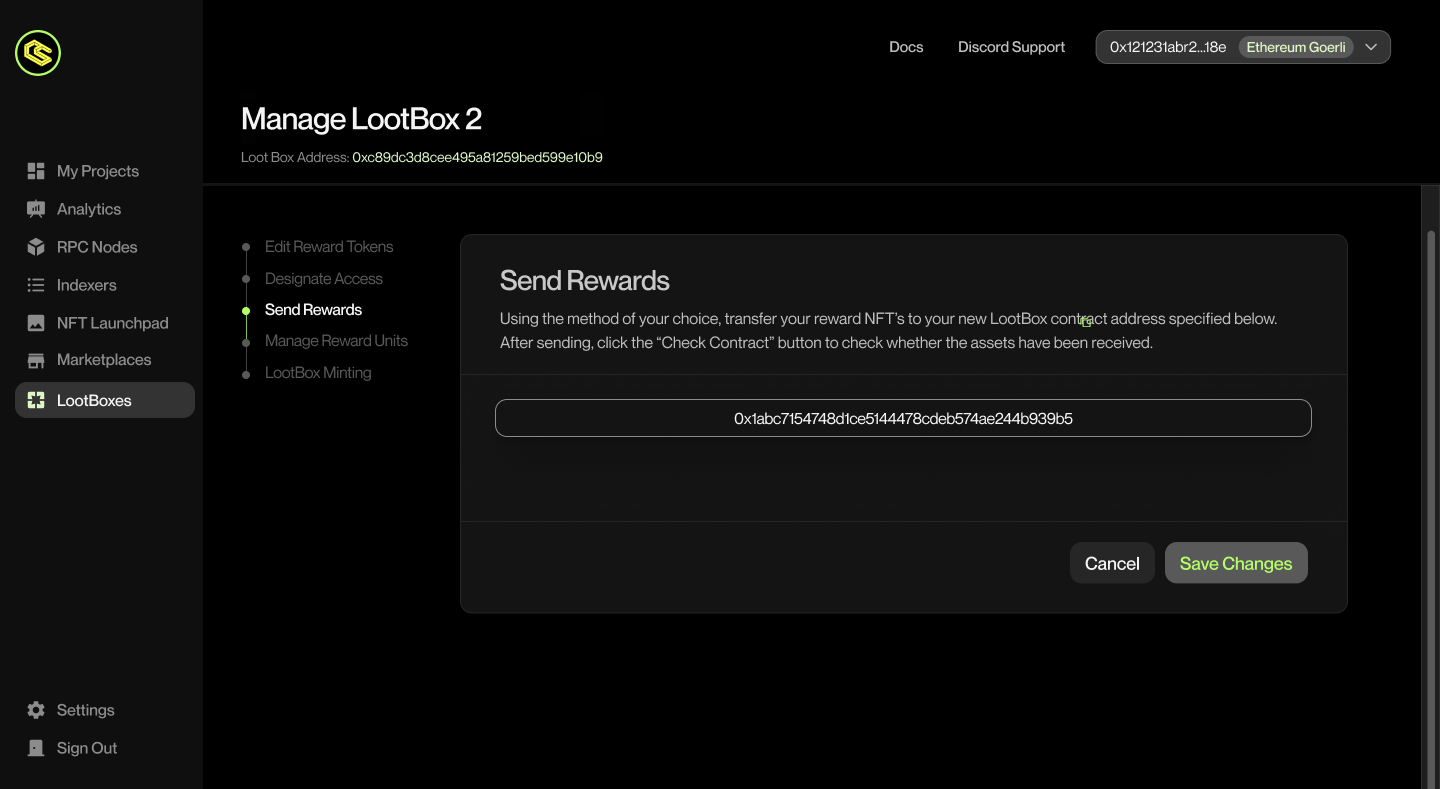 Docs
Discord Support
0x121231abr2...18e
Ethereum Goerli
Manage LootBox 2
Loot Box Address: 0xc89dc3d8cee495a81259bed599e10b9
My Projects
Analytics
RPC Nodes
Indexers
NFT Launchpad
Marketplaces
LootBoxes
Settings
Sign Out
Edit Reward Tokens
Designate Access
Send Rewards
Manage Reward Units
LootBox Minting
Send Rewards
Using the method of your choice, transfer your reward NFT’s to your new LootBox contract address specified below.
After sending, click the “Check Contract” button to check whether the assets have been received.
0x1abc7154748d1ce5144478cdeb574ae244b939b5
Cancel
Save Changes